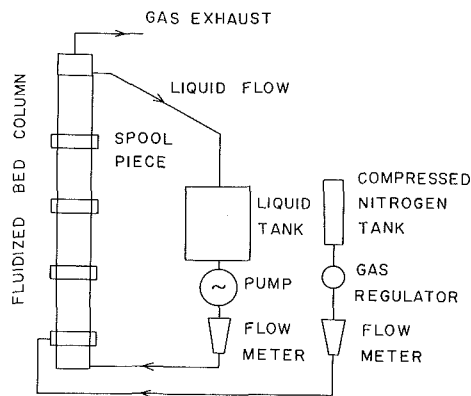 GAS EXHAUST
LIQUID FLOW
FLUIDIZED BED COLUMN
SPOOL
PIECE
LIQUID
TANK
COMPRESSED
NITROGEN
TANK
PUMP
GAS
REGULATOR
FLOW
METER
FLOW
METER